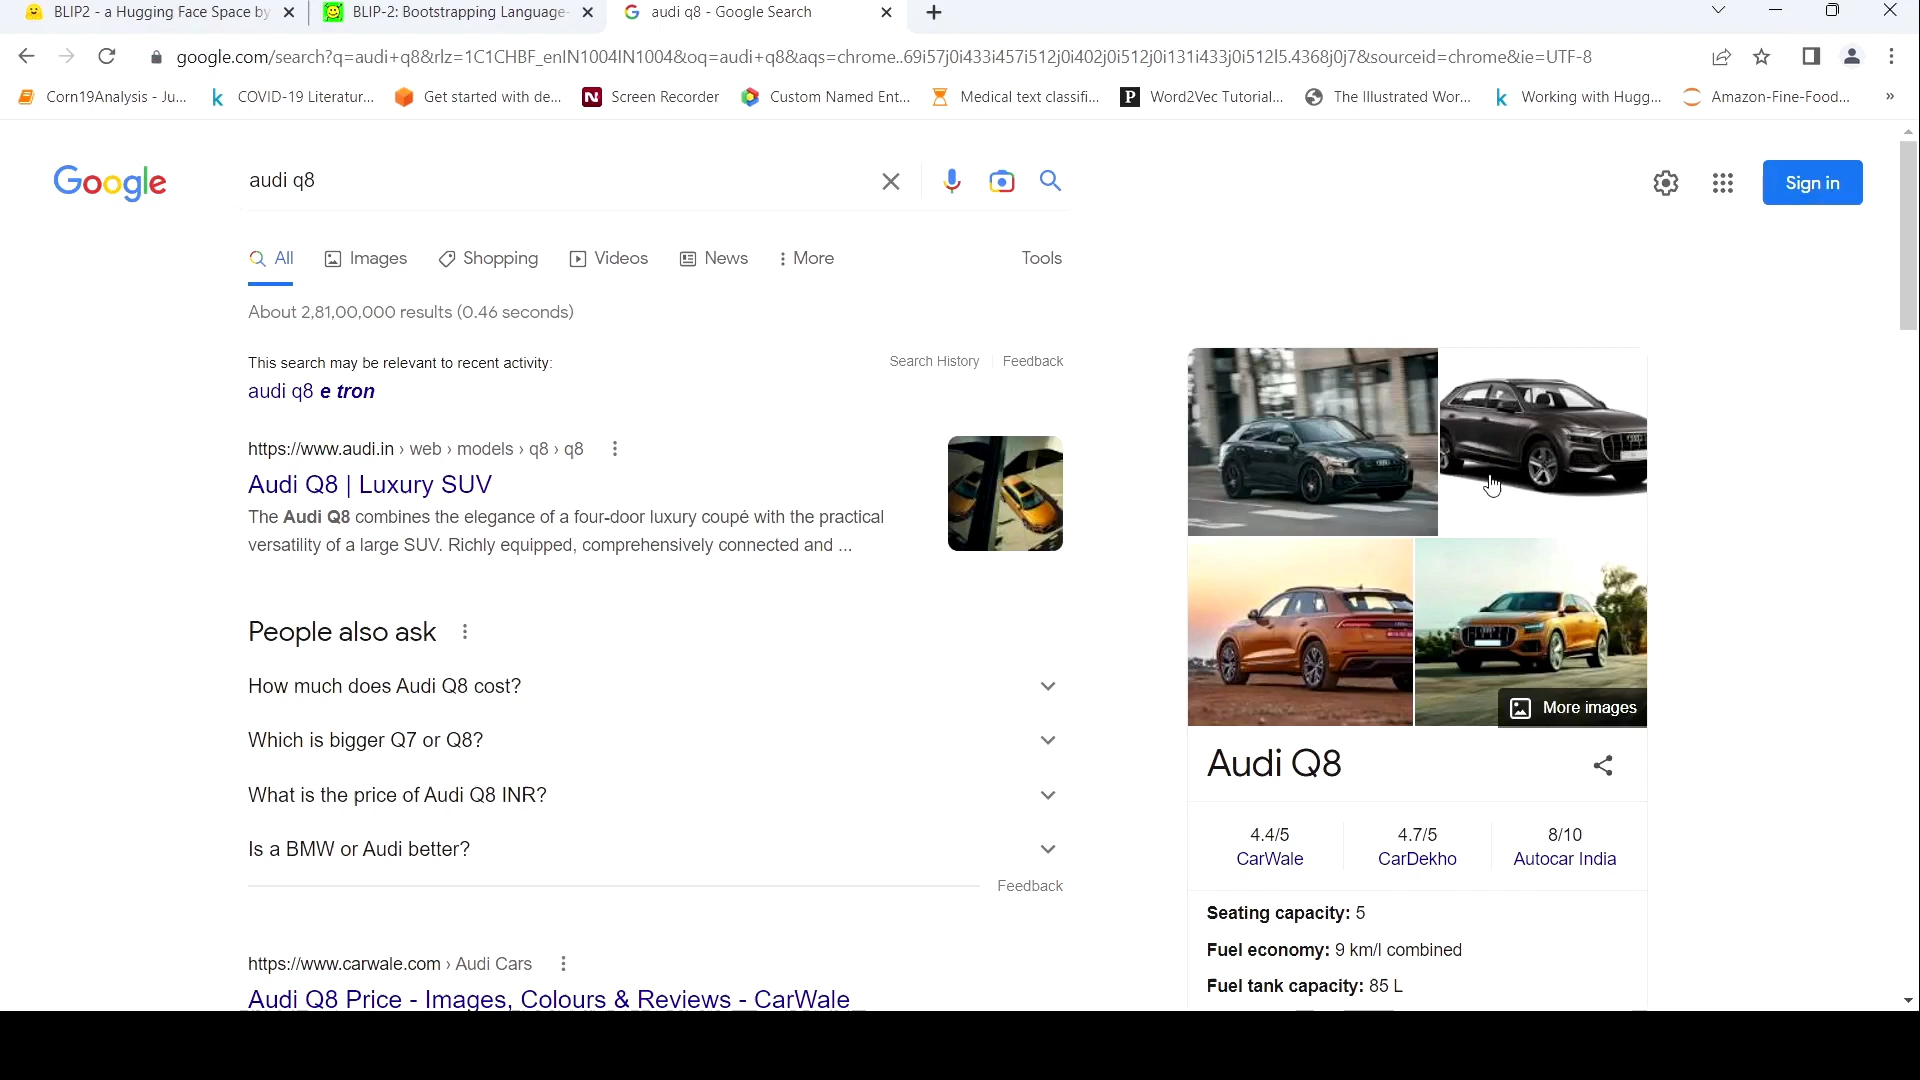 BLIP2 - a Hugging Face Space by
BLIP-2: Bootstrapping Language-
audi q8 - Google Search
google.com/search?q=audi+q8&rlz=1C1CHBF_enIN1004IN1004&oq=audi+q8&aqs=chrome..69i57j0i433i457i512j0i402j0i512j0i131i433j0i512l5.4368j0j7&sourceid=chrome&ie=UTF-8
Corn19Analysis - Ju...
COVID-19 Literatur...
Get started with de...
Screen Recorder
Custom Named Ent...
Medical text classifi...
Word2Vec Tutorial...
The Illustrated Wor...
Working with Hugg...
Amazon-Fine-Food...
»
Google
audi q8
Sign in
All
Images
Shopping
Videos
News
More
Tools
About 2,81,00,000 results (0.46 seconds)
This search may be relevant to recent activity:
Search History
Feedback
audi q8 e tron
https://www.audi.in › web › models › q8 › q8
Audi Q8 | Luxury SUV
The Audi Q8 combines the elegance of a four-door luxury coupé with the practical
versatility of a large SUV. Richly equipped, comprehensively connected and ...
People also ask
How much does Audi Q8 cost?
Which is bigger Q7 or Q8?
What is the price of Audi Q8 INR?
Is a BMW or Audi better?
Feedback
https://www.carwale.com › Audi Cars
Audi Q8 Price - Images, Colours & Reviews - CarWale
More images
Audi Q8
4.4/5
CarWale
4.7/5
CarDekho
8/10
Autocar India
Seating capacity: 5
Fuel economy: 9 km/l combined
Fuel tank capacity: 85 L